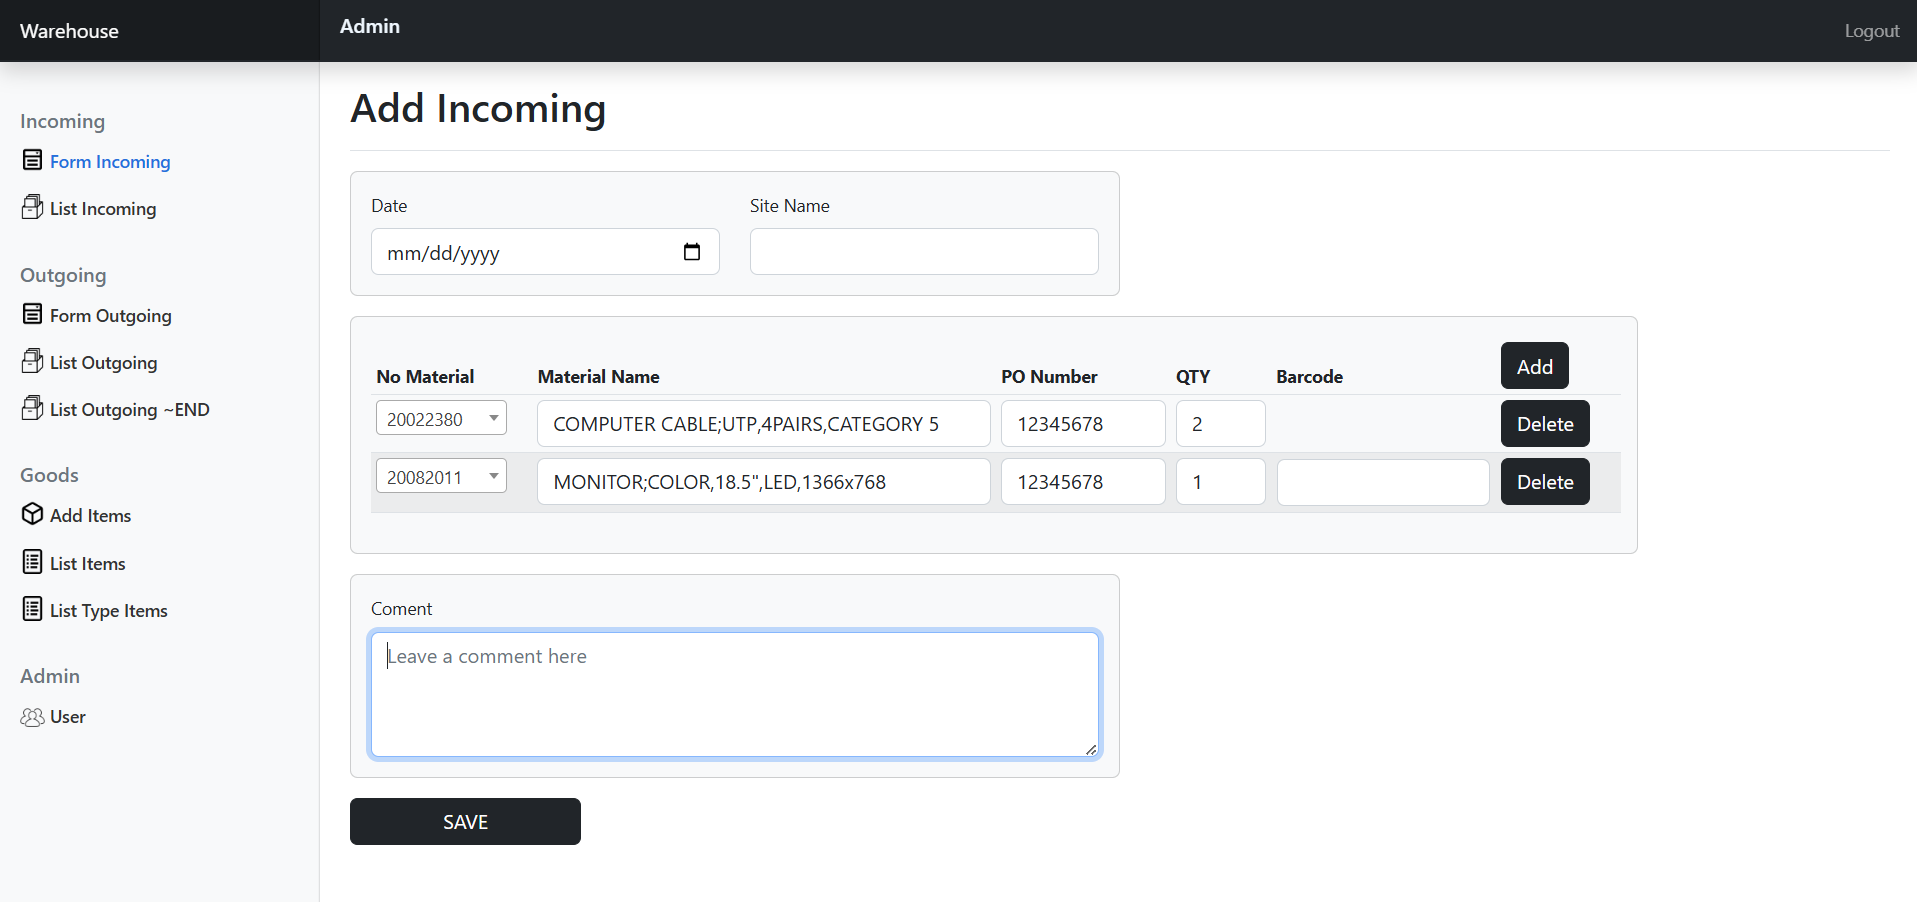 Warehouse
Admin
Logout
Incoming
Form Incoming
List Incoming
Outgoing
Form Outgoing
List Outgoing
List Outgoing ~END
Goods
Add Items
List Items
List Type Items
Admin
User
Add Incoming
Date
Site Name
mm/dd/yyyy
No Material Material Name PO Number QTY Barcode Add
20022380 COMPUTER CABLE;UTP,4PAIRS,CATEGORY 5 12345678 2 Delete
20082011 MONITOR;COLOR,18.5",LED,1366x768 12345678 1 Delete
Coment
Leave a comment here
SAVE